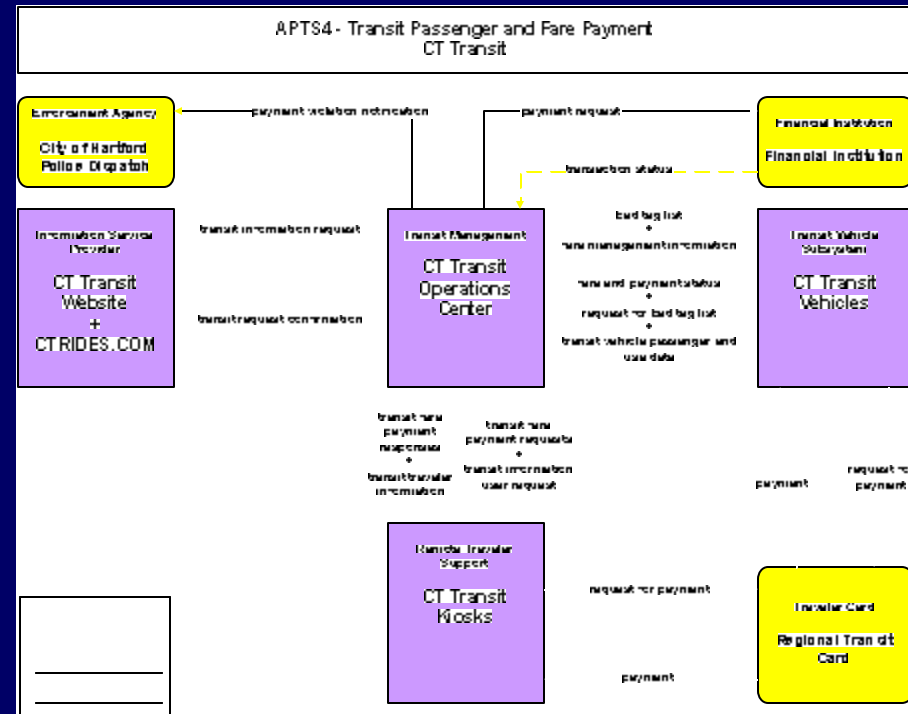 APTS4 - Transit Passenger and Fare Payment
CT Transit
Enforcement Agency
City of Hartford
Police Dispatch
payment violation notification
payment request
Financial Institution
Financial Institution
transaction status
Information Service
Provider
CT Transit
Website
+
CTRIDES.COM
transit information request
transit request confirmation
Transit Management
CT Transit
Operations
Center
bad tag list
+
fare management information
fare and payment status
+
request for bad tag list
+
transit vehicle passenger and
use data
Transit Vehicle
Subsystem
CT Transit
Vehicles
transit fare
payment
responses
+
transit traveler
information
transit fare
payment requests
+
transit information
user request
payment
request fo
payment
Remote Traveler
Support
CT Transit
Kiosks
request for payment
payment
Traveler Card
Regional Transit
Card